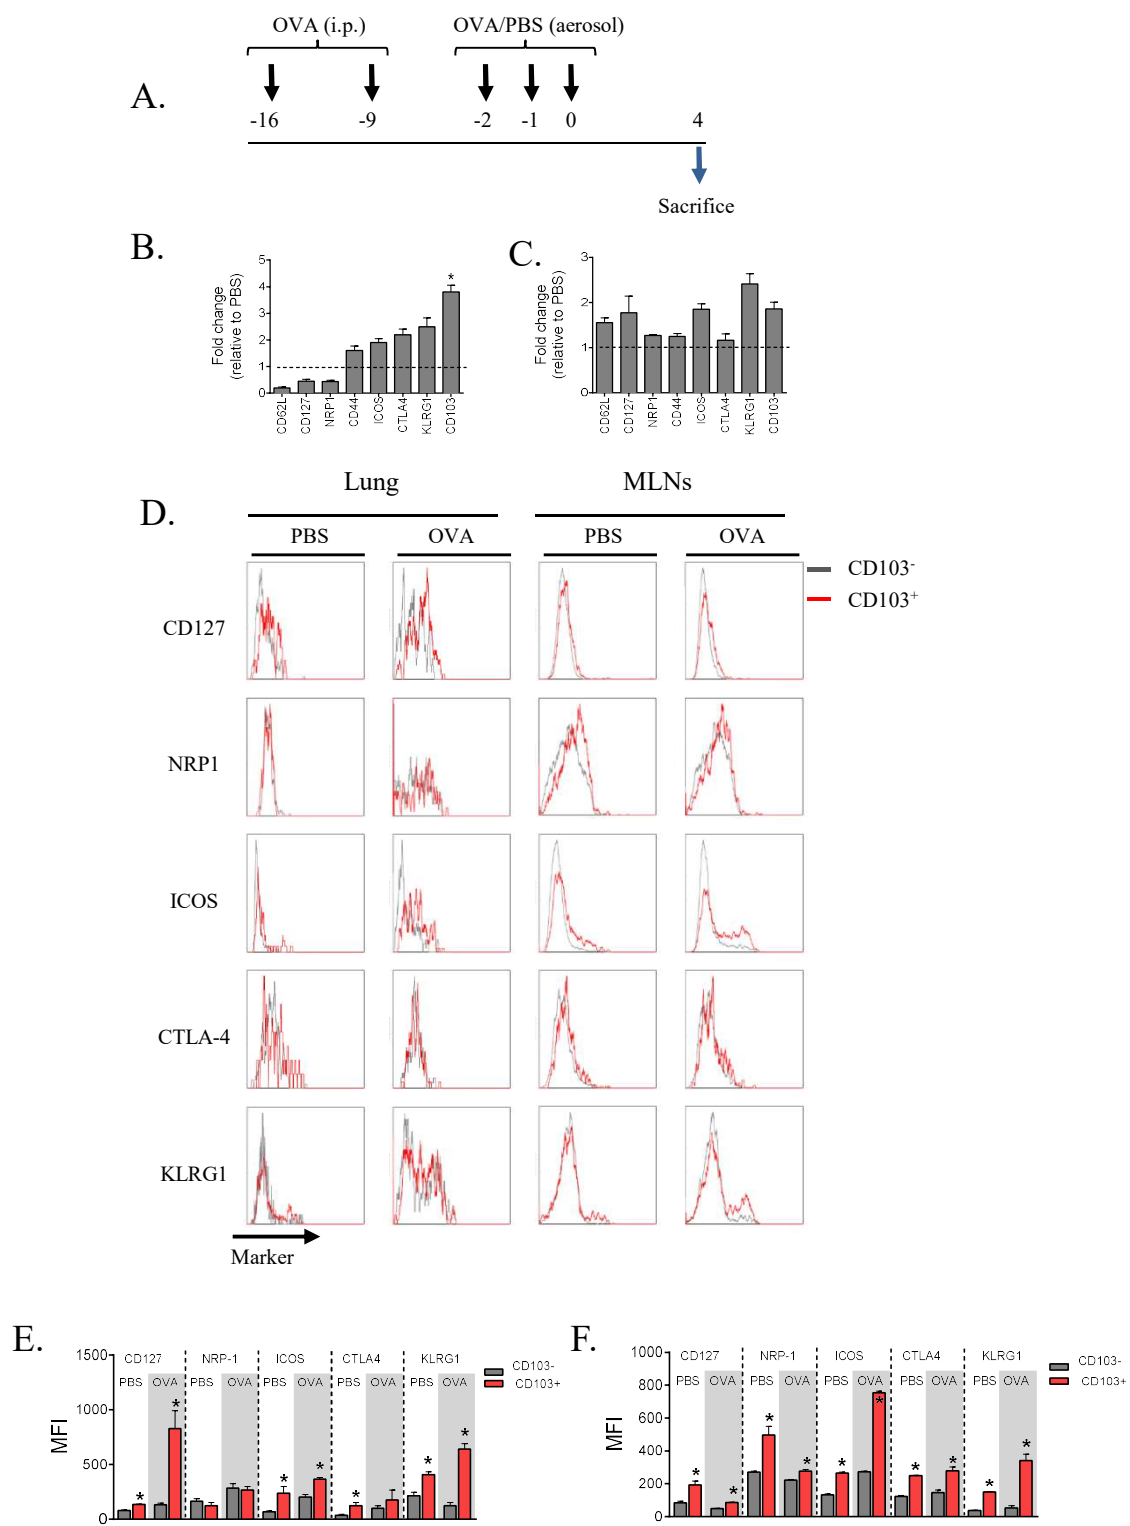 OVA (i.p.)
OVA/PBS (aerosol)
A.
-16
-9
-2
-1
0
4
Sacrifice
B.
Fold change
(relative to PBS)
5
4
3
2
1
0
*
CD62L
CD127
NRP1
CD44
ICOS
CTLA4
KLRG1
CD103
C.
Fold change
(relative to PBS)
3
2
1
0
CD62L
CD127
NRP1
CD44
ICOS
CTLA4
KLRG1
CD103
D.
Lung
MLNs
PBS
OVA
PBS
OVA
CD103-
CD103+
CD127
NRP1
ICOS
CTLA-4
KLRG1
Marker
E.
MFI
1500
1000
500
0
CD127
NRP-1
ICOS
CTLA4
KLRG1
PBS OVA PBS OVA PBS OVA PBS OVA PBS OVA
* * * * * * *
CD103-
CD103+
F.
MFI
1000
800
600
400
200
0
CD127
NRP-1
ICOS
CTLA4
KLRG1
PBS OVA PBS OVA PBS OVA PBS OVA PBS OVA
* * * * * * * * * *
CD103-
CD103+